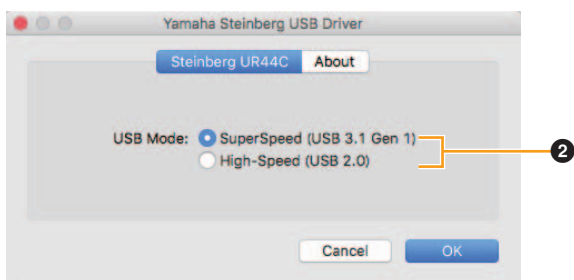 Yamaha Steinberg USB Driver
Steinberg UR44C About
USB Mode: SuperSpeed (USB 3.1 Gen 1)
High-Speed (USB 2.0)
2
Cancel OK